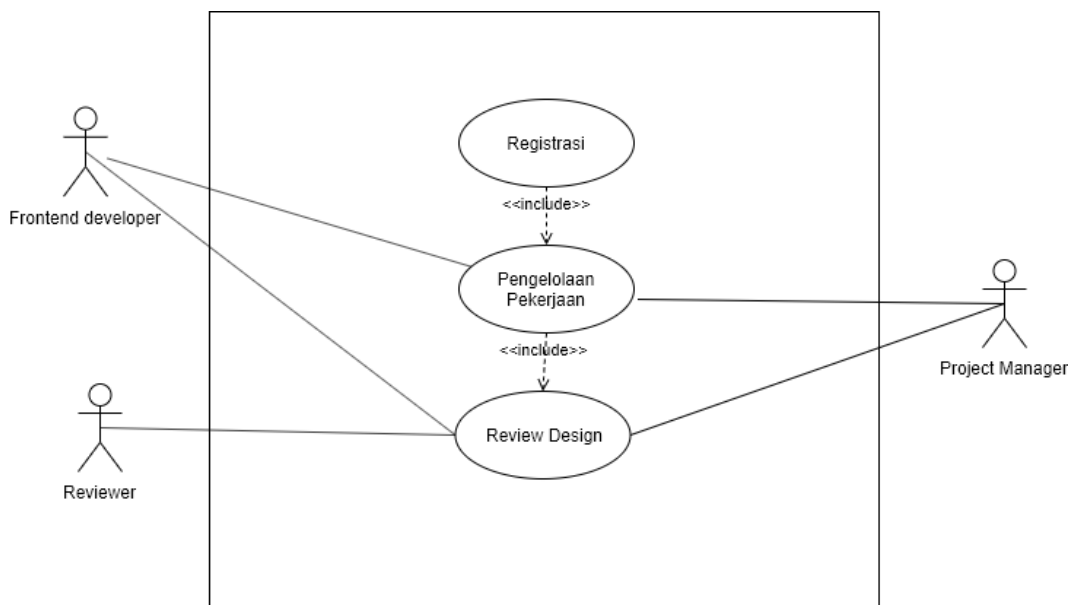 Registrasi
<<include>>
Frontend developer
Pengelolaan
Pekerjaan
<<include>>
Project Manager
Review Design
Reviewer